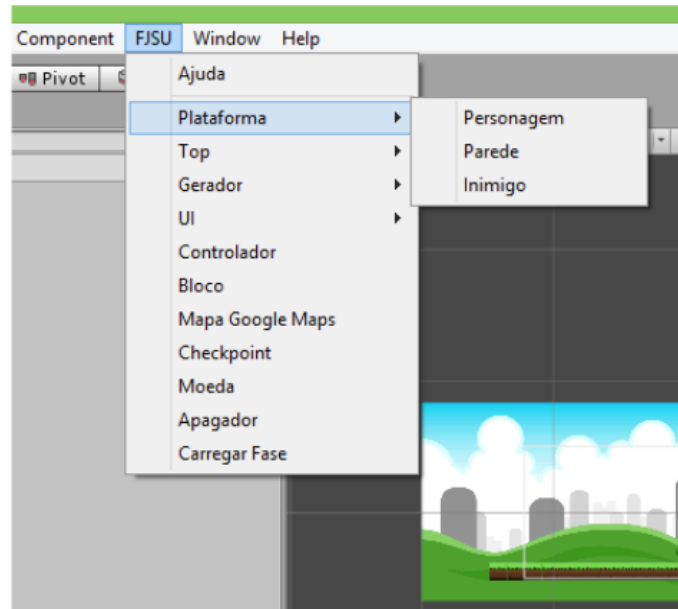 Component FJSU Window Help
Pivot
Ajuda
Plataforma
Top
Gerador
UI
Controlador
Bloco
Mapa Google Maps
Checkpoint
Moeda
Apagador
Carregar Fase
Personagem
Parede
Inimigo